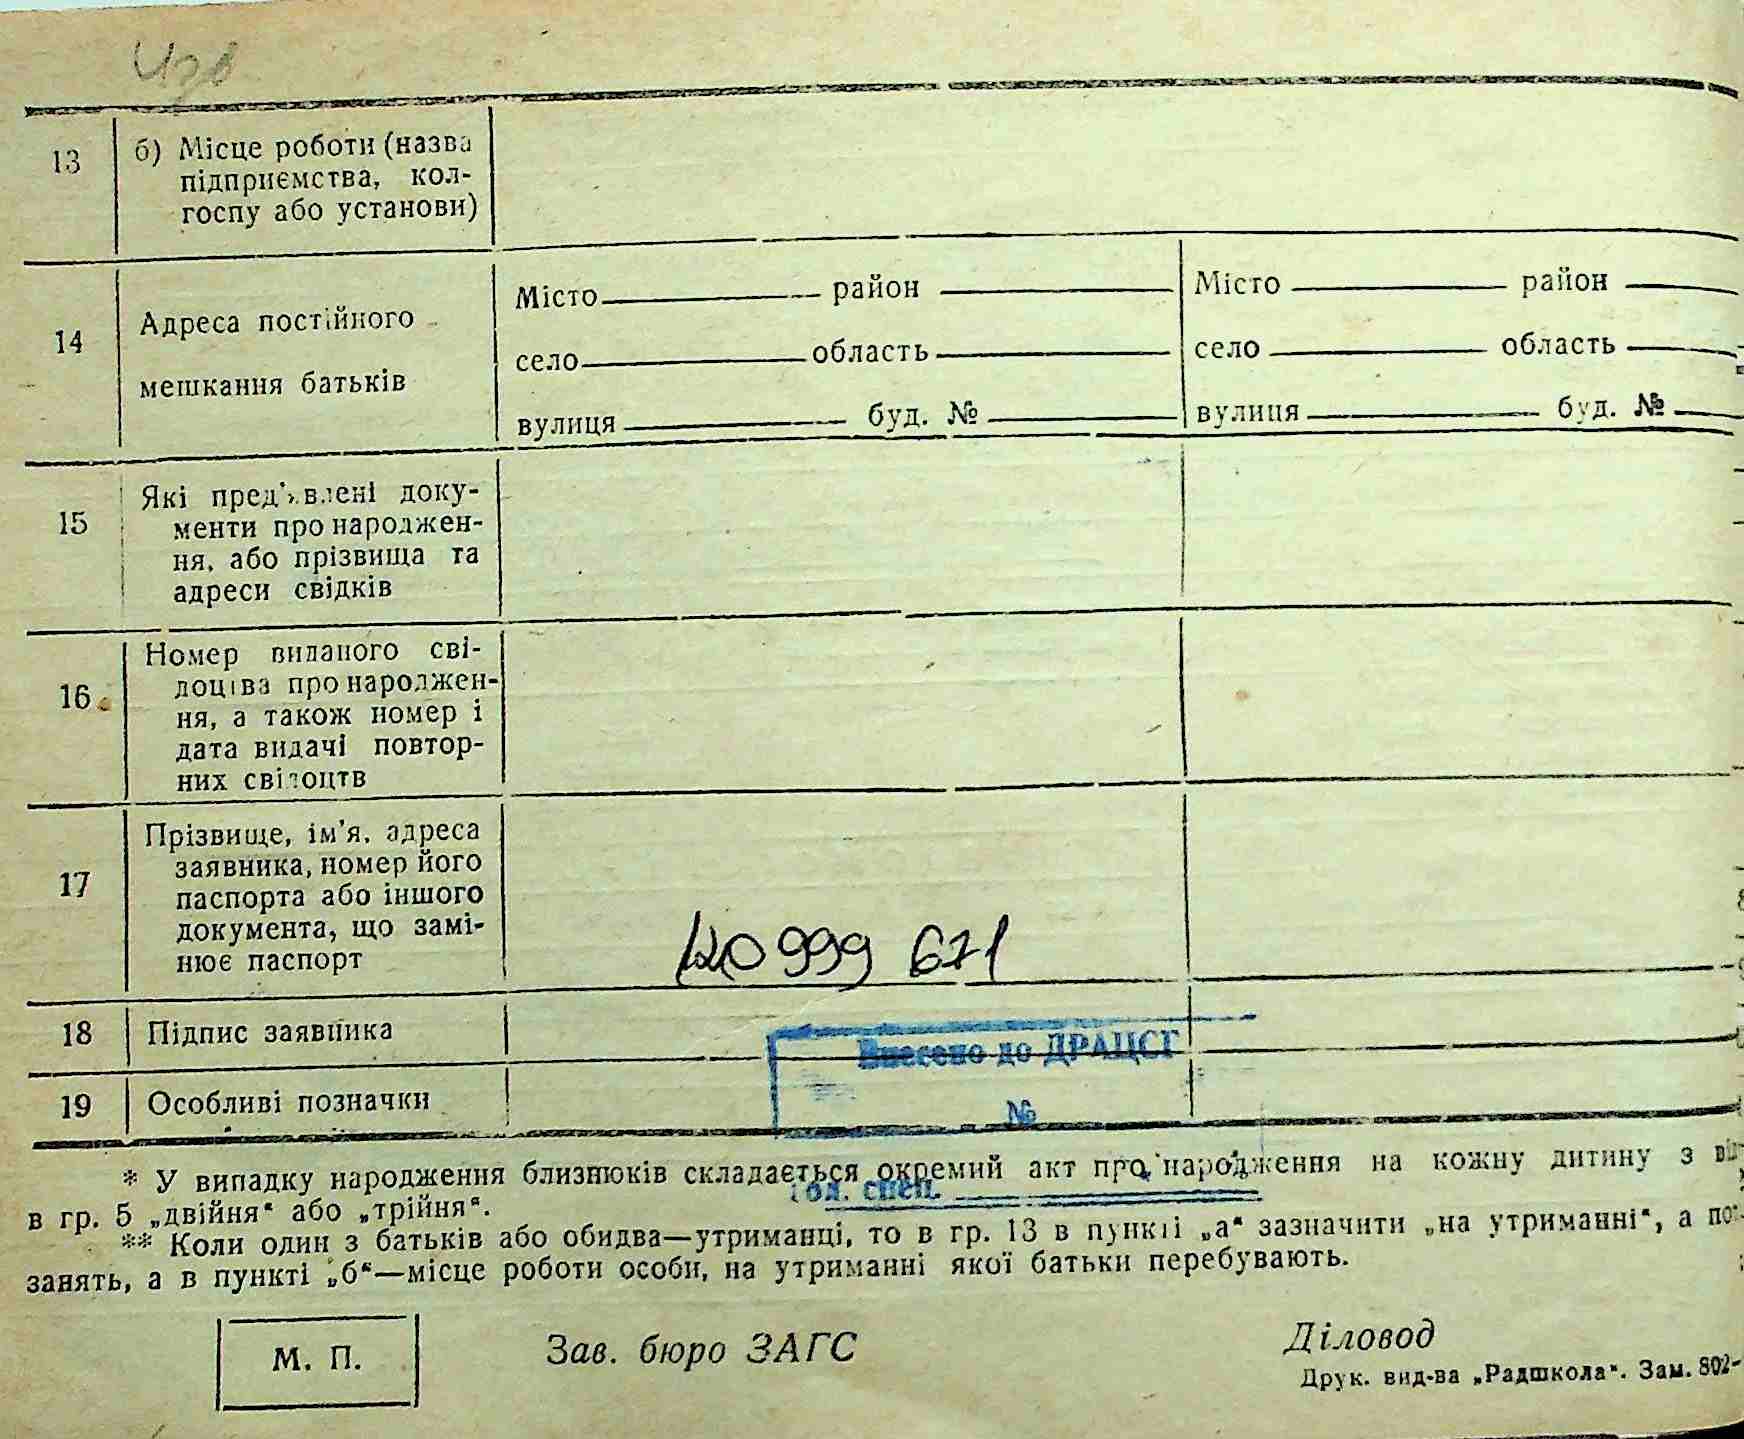 13
б) Місце роботи (назва
підприємства, кол-
госпу або установи)
14
Адреса постійного
мешкання батьків
Місто район
село область
вулиця буд. №
Місто район
село область
вулиця буд. №
15
Які пред'явлені доку-
менти про народжен-
ня, або прізвища та
адреси свідків
16
Номер виданого сві-
доцтва про народжен-
ня, а також номер і
дата видачі повтор-
них свідоцтв
17
Прізвище, ім'я, адреса
заявника, номер його
паспорта або іншого
документа, що замі-
нює паспорт
999 671
18
Підпис заявника
Внесено до ДРАЦСГ
19
Особливі позначки
№
* У випадку народження близнюків складається окремий акт про народження на кожну дитину з
Гол. спец.
в гр. 5 „двійня“ або „трійня“.
** Коли один з батьків або обидва—утриманці, то в гр. 13 в пункті „а“ зазначити „на утриманні“, а
занять, а в пункті „б“—місце роботи особи, на утриманні якої батьки перебувають.
М. П.
Зав. бюро ЗАГС
Діловод
Друк. вид-ва „Радшкола“. Зам. 802-